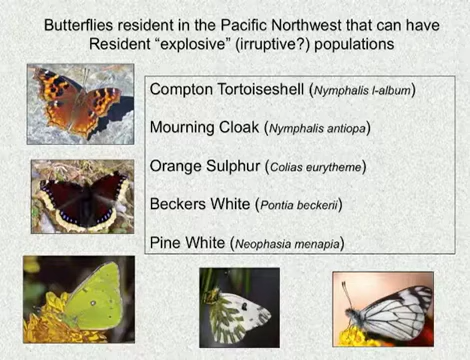 Butterflies resident in the Pacific Northwest that can have
Resident “explosive” (irruptive?) populations
Compton Tortoiseshell (Nymphalis l-album)
Mourning Cloak (Nymphalis antiopa)
Orange Sulphur (Colias eurytheme)
Beckers White (Pontia beckerii)
Pine White (Neophasia menapia)